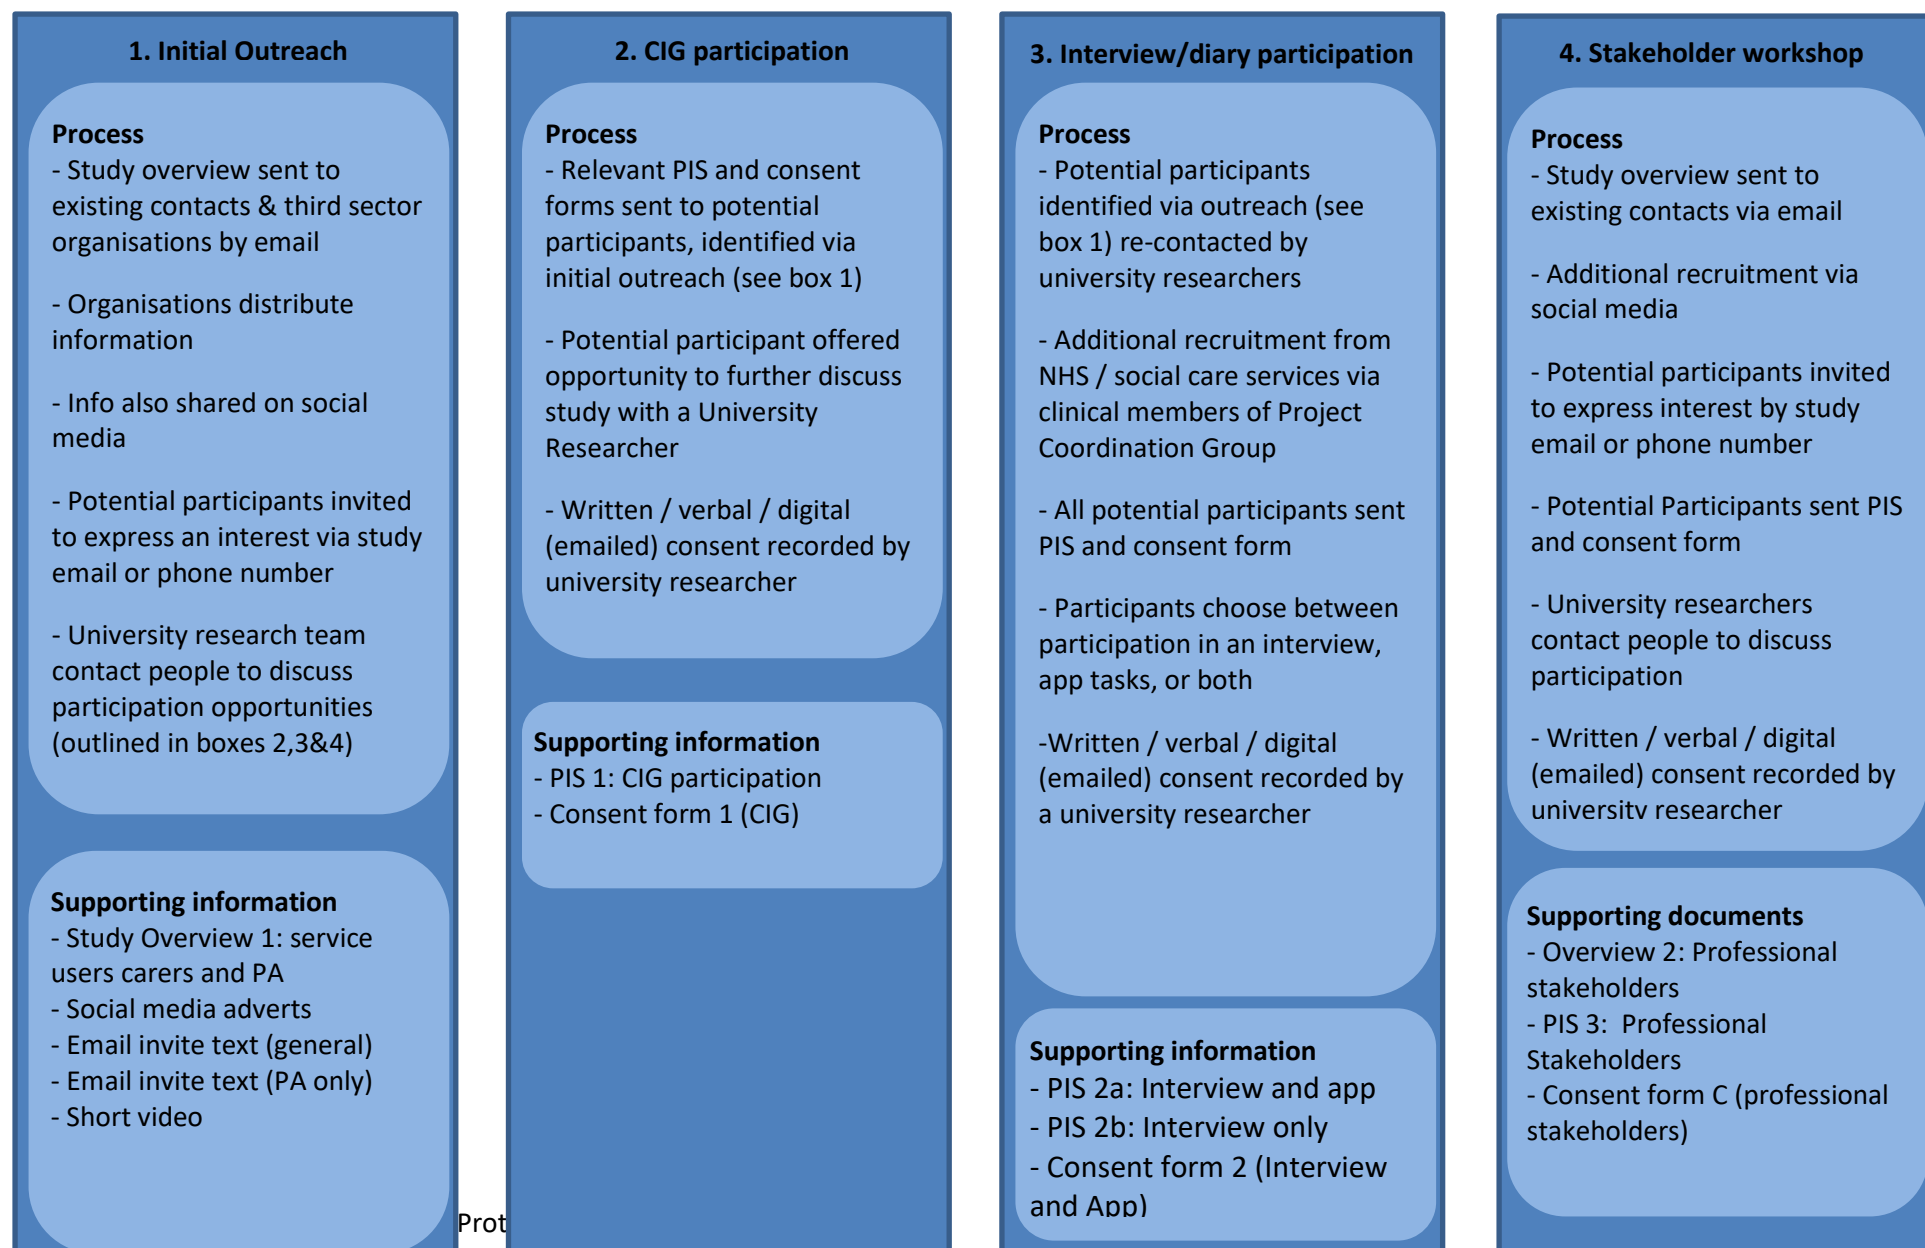 1. Initial Outreach
Process
- Study overview sent to
existing contacts & third sector
organisations by email
- Organisations distribute
information
- Info also shared on social
media
- Potential participants invited
to express an interest via study
email or phone number
- University research team
contact people to discuss
participation opportunities
(outlined in boxes 2,3&4)
Supporting information
- Study Overview 1: service
users carers and PA
- Social media adverts
- Email invite text (general)
- Email invite text (PA only)
- Short video
2. CIG participation
Process
- Relevant PIS and consent
forms sent to potential
participants, identified via
initial outreach (see box 1)
- Potential participant offered
opportunity to further discuss
study with a University
Researcher
- Written / verbal / digital
(emailed) consent recorded by
university researcher
Supporting information
- PIS 1: CIG participation
- Consent form 1 (CIG)
3. Interview/diary participation
Process
- Potential participants
identified via outreach (see
box 1) re-contacted by
university researchers
- Additional recruitment from
NHS / social care services via
clinical members of Project
Coordination Group
- All potential participants sent
PIS and consent form
- Participants choose between
participation in an interview,
app tasks, or both
-Written / verbal / digital
(emailed) consent recorded by
a university researcher
Supporting information
- PIS 2a: Interview and app
- PIS 2b: Interview only
- Consent form 2 (Interview
and App)
4. Stakeholder workshop
Process
- Study overview sent to
existing contacts via email
- Additional recruitment via
social media
- Potential participants invited
to express interest by study
email or phone number
- Potential Participants sent PIS
and consent form
- University researchers
contact people to discuss
participation
- Written / verbal / digital
(emailed) consent recorded by
university researcher
Supporting documents
- Overview 2: Professional
stakeholders
- PIS 3:  Professional
Stakeholders
- Consent form C (professional
stakeholders)
Prot